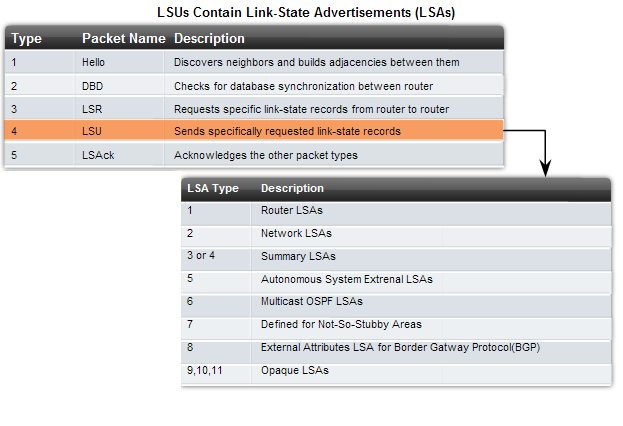 LSUs Contain Link-State Advertisements (LSAs)
Type Packet Name Description
1 Hello Discovers neighbors and builds adjacencies between them
2 DBD Checks for database synchronization between router
3 LSR Requests specific link-state records from router to router
4 LSU Sends specifically requested link-state records
5 LSAck Acknowledges the other packet types
LSA Type Description
1 Router LSAs
2 Network LSAs
3 or 4 Summary LSAs
5 Autonomous System Extrenal LSAs
6 Multicast OSPF LSAs
7 Defined for Not-So-Stubby Areas
8 External Attributes LSA for Border Gatway Protocol(BGP)
9,10,11 Opaque LSAs